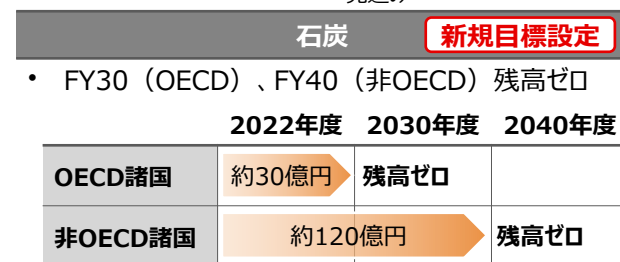 石炭 新規目標設定
• FY30（OECD）、FY40（非OECD）残高ゼロ
2022年度 2030年度 2040年度
OECD諸国 約30億円 残高ゼロ
非OECD諸国 約120億円 残高ゼロ